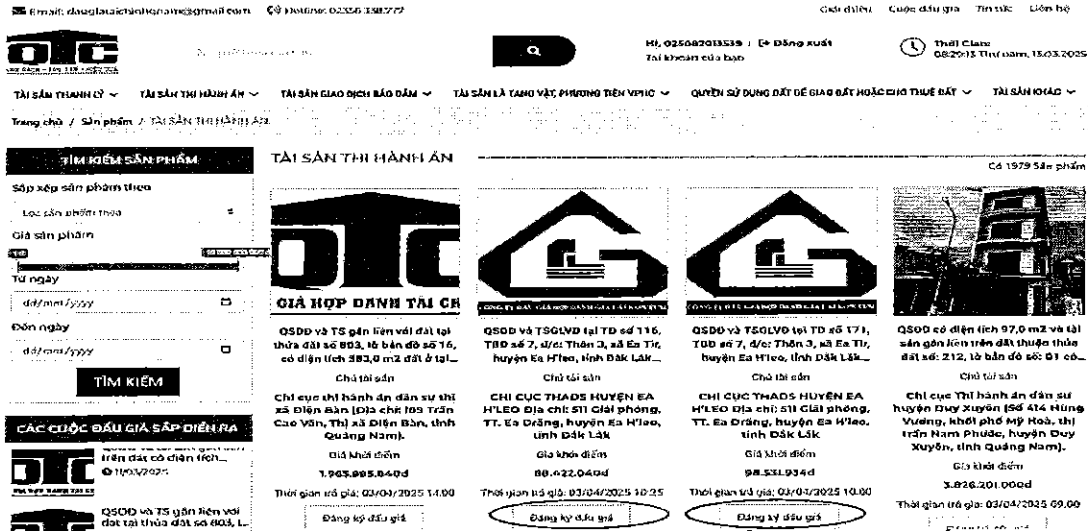 Email: daugiataichinhqnam@gmail.com Hotline: 02356 338777
Giới thiệu Cuộc đấu giá Tin tức Liên hệ
OTC
Hi, 025082013539 | Đăng xuất
Tài khoản của bạn
Thời Gian:
08:29:13 Thứ năm, 13.03.2025
TÀI SẢN THANH LÝ TÀI SẢN THI HÀNH ÁN TÀI SẢN GIAO DỊCH BẢO ĐẢM TÀI SẢN LÀ TANG VẬT, PHƯƠNG TIỆN VPHC QUYỀN SỬ DỤNG ĐẤT ĐỂ GIAO ĐẤT HOẶC CHO THUÊ ĐẤT TÀI SẢN KHÁC
Trang chủ / Sản phẩm / TÀI SẢN THI HÀNH ÁN
TÌM KIẾM SẢN PHẨM
Sắp xếp sản phẩm theo
Lọc sản phẩm theo
Giá sản phẩm
Từ ngày
dd/mm/yyyy
Đến ngày
dd/mm/yyyy
TÌM KIẾM
CÁC CUỘC ĐẤU GIÁ SẮP DIỄN RA
trên đất có diện tích...
11/03/2025
QSDĐ và TS gắn liền với
đất tại thửa đất số 803, t...
TÀI SẢN THI HÀNH ÁN
Có 1979 Sản phẩm
OTC
GIÁ HỢP DANH TÀI CH
QSDĐ và TS gắn liền với đất tại
thửa đất số 803, tờ bản đồ số 16,
có diện tích 383,0 m2 đất ở tại...
Chủ tài sản
Chi cục thi hành án dân sự thị
xã Điện Bàn (Địa chỉ: 103 Trần
Cao Vân, Thị xã Điện Bàn, tỉnh
Quảng Nam).
Giá khởi điểm
Thời gian trả giá: 03/04/2025 14:00
Đăng ký đấu giá
QSDĐ và TSGLVĐ tại TĐ số 116,
TBĐ số 7, đ/c: Thôn 3, xã Ea Tir,
huyện Ea H'leo, tỉnh Đắk Lắk...
Chủ tài sản
CHI CỤC THADS HUYỆN EA
H'LEO Địa chỉ: 511 Giải phóng,
TT. Ea Drăng, huyện Ea H'leo,
tỉnh Đắk Lắk
Giá khởi điểm
88.422.040đ
Thời gian trả giá: 03/04/2025 10:25
Đăng ký đấu giá
QSDĐ và TSGLVĐ tại TĐ số 171,
TBĐ số 7, đ/c: Thôn 3, xã Ea Tir,
huyện Ea H'leo, tỉnh Đắk Lắk...
Chủ tài sản
CHI CỤC THADS HUYỆN EA
H'LEO Địa chỉ: 511 Giải phóng,
TT. Ea Drăng, huyện Ea H'leo,
tỉnh Đắk Lắk
Giá khởi điểm
98.531.934đ
Thời gian trả giá: 03/04/2025 10:00
Đăng ký đấu giá
QSDĐ có diện tích 97,0 m2 và tài
sản gắn liền trên đất thuộc thửa
đất số: 212, tờ bản đồ số: 01 có...
Chủ tài sản
Chi cục Thi hành án dân sự
huyện Duy Xuyên (Số 414 Hùng
Vương, khối phố Mỹ Hoà, thị
trấn Nam Phước, huyện Duy
Xuyên, tỉnh Quảng Nam).
Giá khởi điểm
3.826.201.000đ
Thời gian trả giá: 03/04/2025 09:00
Đăng ký đấu giá